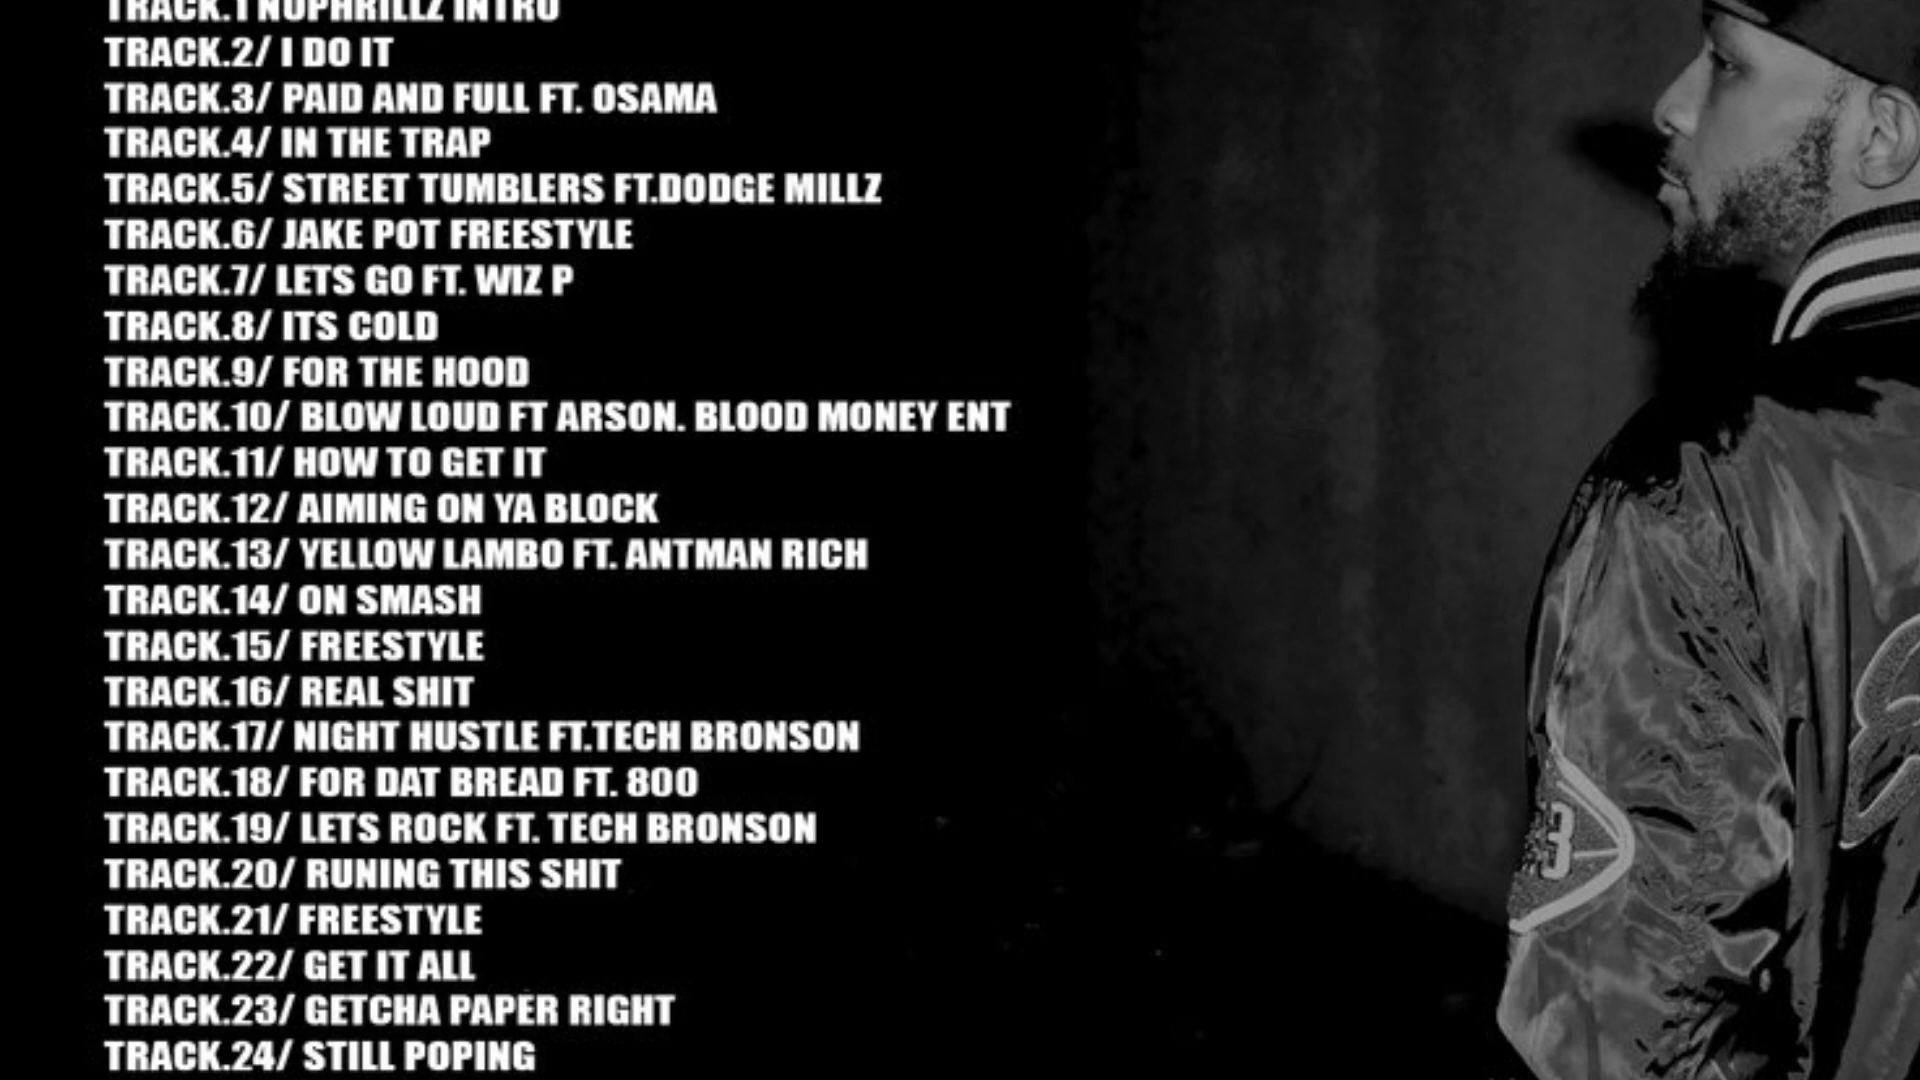 TRACK.1 NOPHRILLZ INTRO
TRACK.2/ I DO IT
TRACK.3/ PAID AND FULL FT. OSAMA
TRACK.4/ IN THE TRAP
TRACK.5/ STREET TUMBLERS FT.DODGE MILLZ
TRACK.6/ JAKE POT FREESTYLE
TRACK.7/ LETS GO FT. WIZ P
TRACK.8/ ITS COLD
TRACK.9/ FOR THE HOOD
TRACK.10/ BLOW LOUD FT ARSON. BLOOD MONEY ENT
TRACK.11/ HOW TO GET IT
TRACK.12/ AIMING ON YA BLOCK
TRACK.13/ YELLOW LAMBO FT. ANTMAN RICH
TRACK.14/ ON SMASH
TRACK.15/ FREESTYLE
TRACK.16/ REAL SHIT
TRACK.17/ NIGHT HUSTLE FT.TECH BRONSON
TRACK.18/ FOR DAT BREAD FT. 800
TRACK.19/ LETS ROCK FT. TECH BRONSON
TRACK.20/ RUNING THIS SHIT
TRACK.21/ FREESTYLE
TRACK.22/ GET IT ALL
TRACK.23/ GETCHA PAPER RIGHT
TRACK.24/ STILL POPING
3